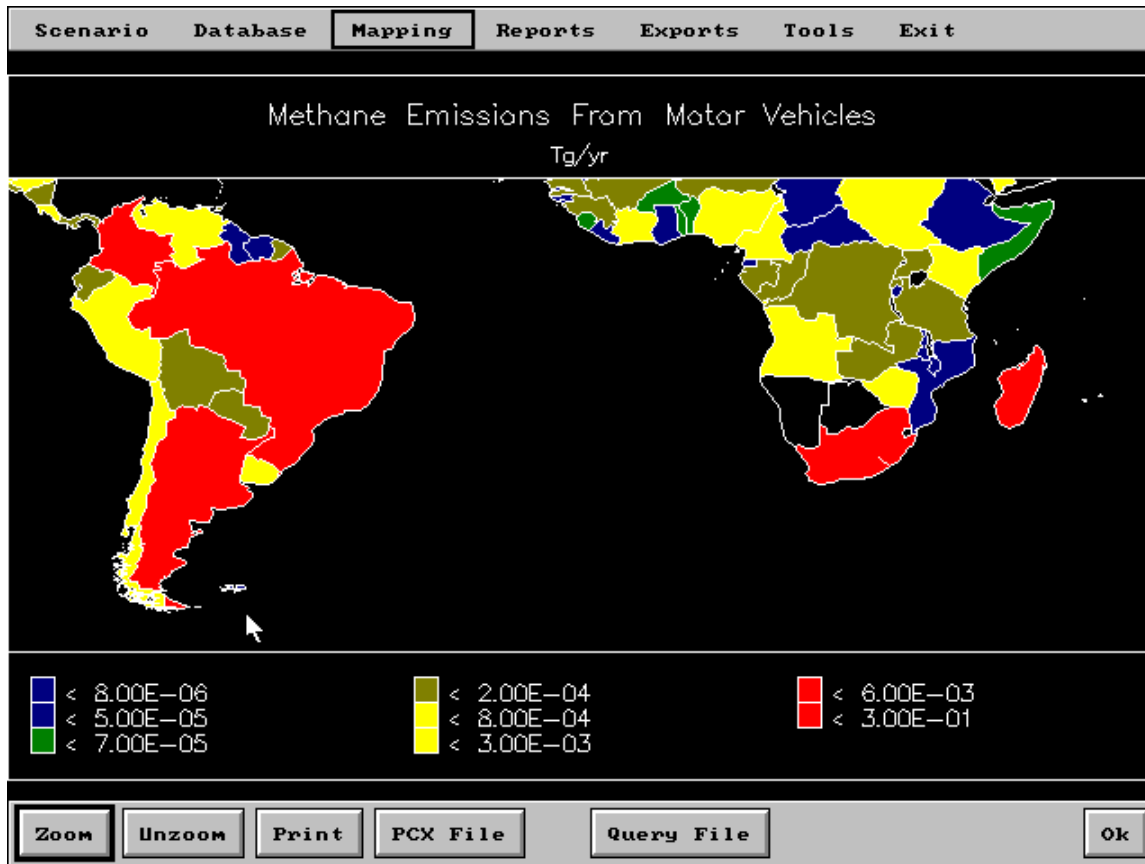 Scenario Database Mapping Reports Exports Tools Exit
Methane Emissions From Motor Vehicles
Tg/yr
< 8.00E-06 < 2.00E-04 < 6.00E-03
< 5.00E-05 < 8.00E-04 < 3.00E-01
< 7.00E-05 < 3.00E-03
Zoom Unzoom Print PCX File Query File Ok